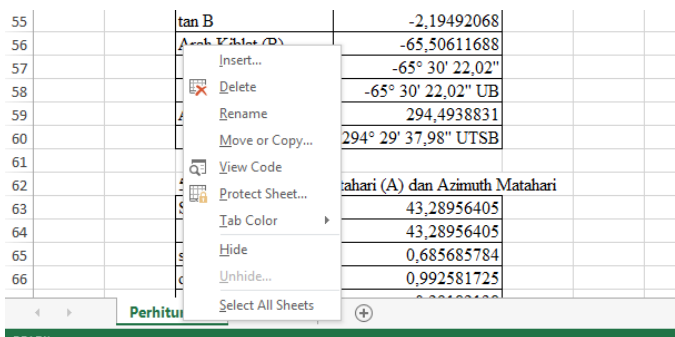 55 tan B -2,19492068
56 Arah Kiblat (B) -65,50611688
57 -65° 30' 22,02"
58 -65° 30' 22,02" UB
59 294,4938831
60 294° 29' 37,98" UTSB
61
62 tahari (A) dan Azimuth Matahari
63 43,28956405
64 43,28956405
65 0,685685784
66 0,992581725
Insert...
Delete
Rename
Move or Copy...
View Code
Protect Sheet...
Tab Color
Hide
Unhide...
Select All Sheets
Perhitun